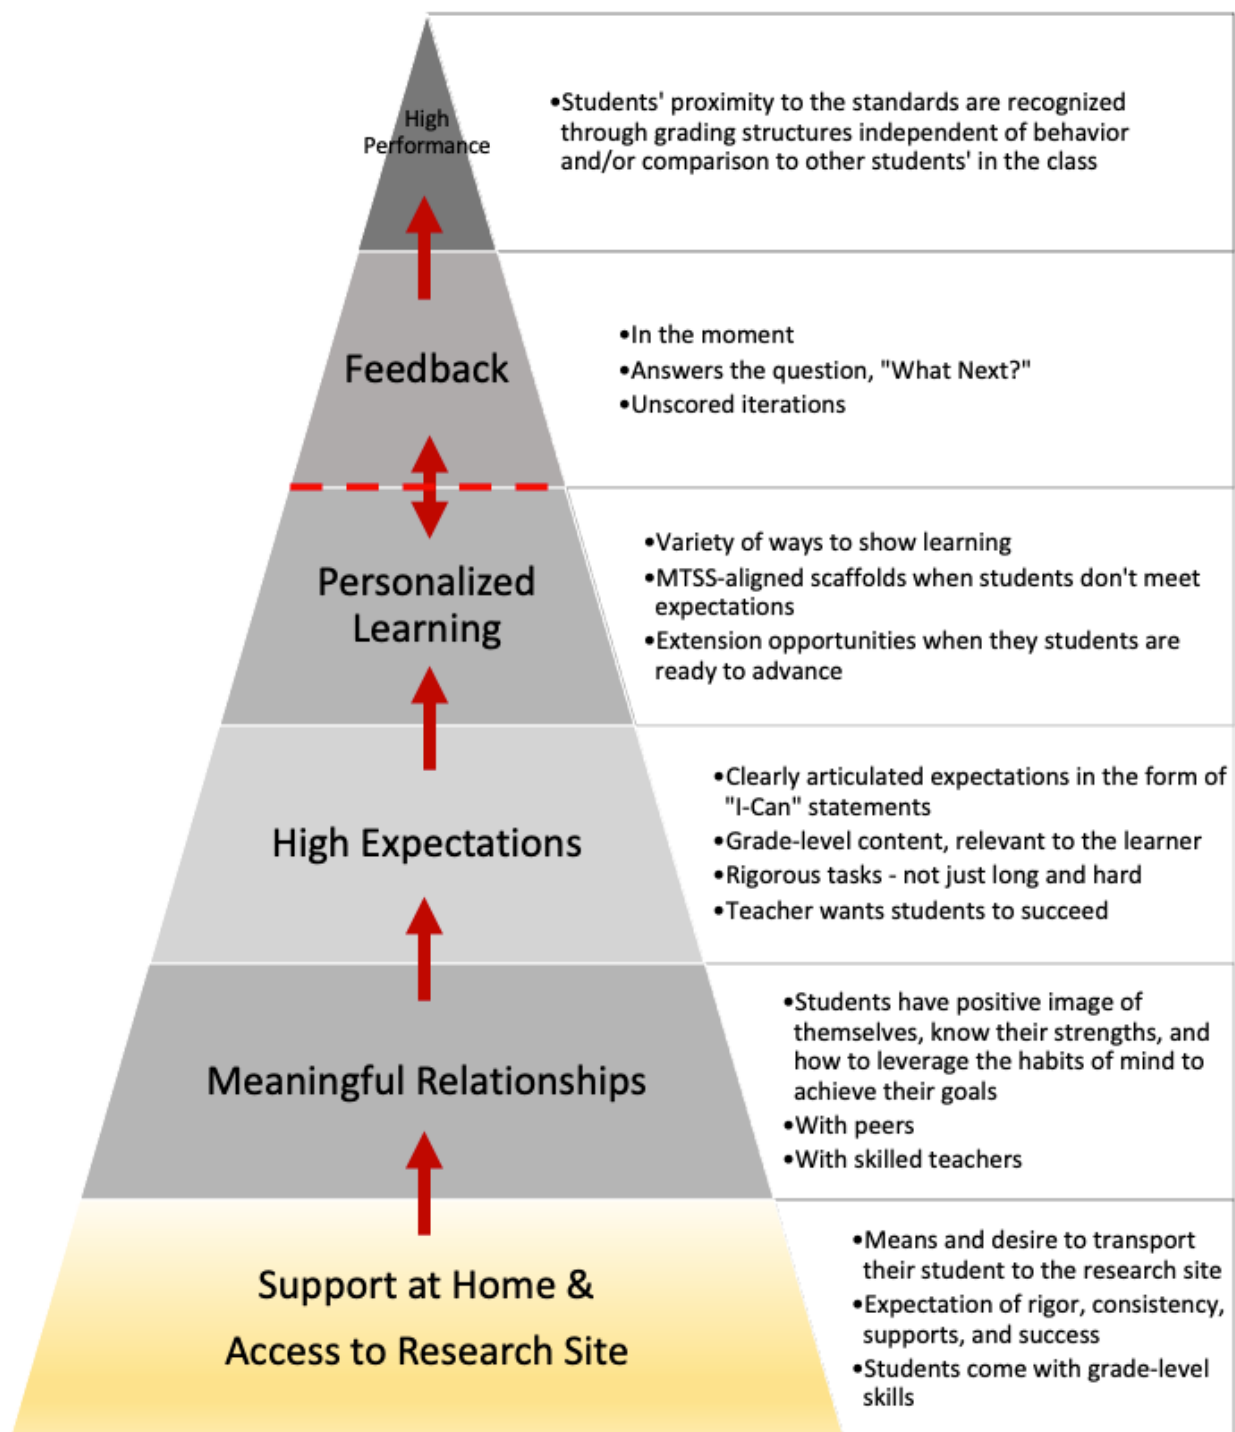 High
Performance
•Students' proximity to the standards are recognized
through grading structures independent of behavior
and/or comparison to other students' in the class
Feedback
•In the moment
•Answers the question, "What Next?"
•Unscored iterations
Personalized
Learning
•Variety of ways to show learning
•MTSS-aligned scaffolds when students don't meet
expectations
•Extension opportunities when they students are
ready to advance
High Expectations
•Clearly articulated expectations in the form of
"I-Can" statements
•Grade-level content, relevant to the learner
•Rigorous tasks - not just long and hard
•Teacher wants students to succeed
Meaningful Relationships
•Students have positive image of
themselves, know their strengths, and
how to leverage the habits of mind to
achieve their goals
•With peers
•With skilled teachers
Support at Home &
Access to Research Site
•Means and desire to transport
their student to the research site
•Expectation of rigor, consistency,
supports, and success
•Students come with grade-level
skills